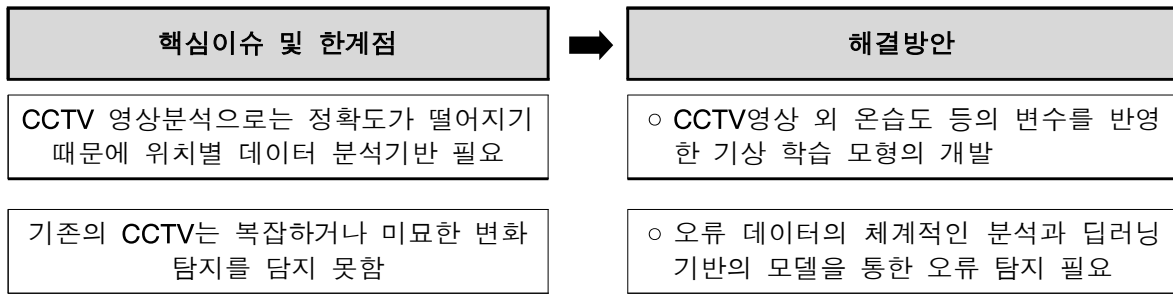 핵심이슈 및 한계점
해결방안
CCTV 영상분석으로는 정확도가 떨어지기
때문에 위치별 데이터 분석기반 필요
○ CCTV영상 외 온습도 등의 변수를 반영
한 기상 학습 모형의 개발
기존의 CCTV는 복잡하거나 미묘한 변화
탐지를 담지 못함
○ 오류 데이터의 체계적인 분석과 딥러닝
기반의 모델을 통한 오류 탐지 필요